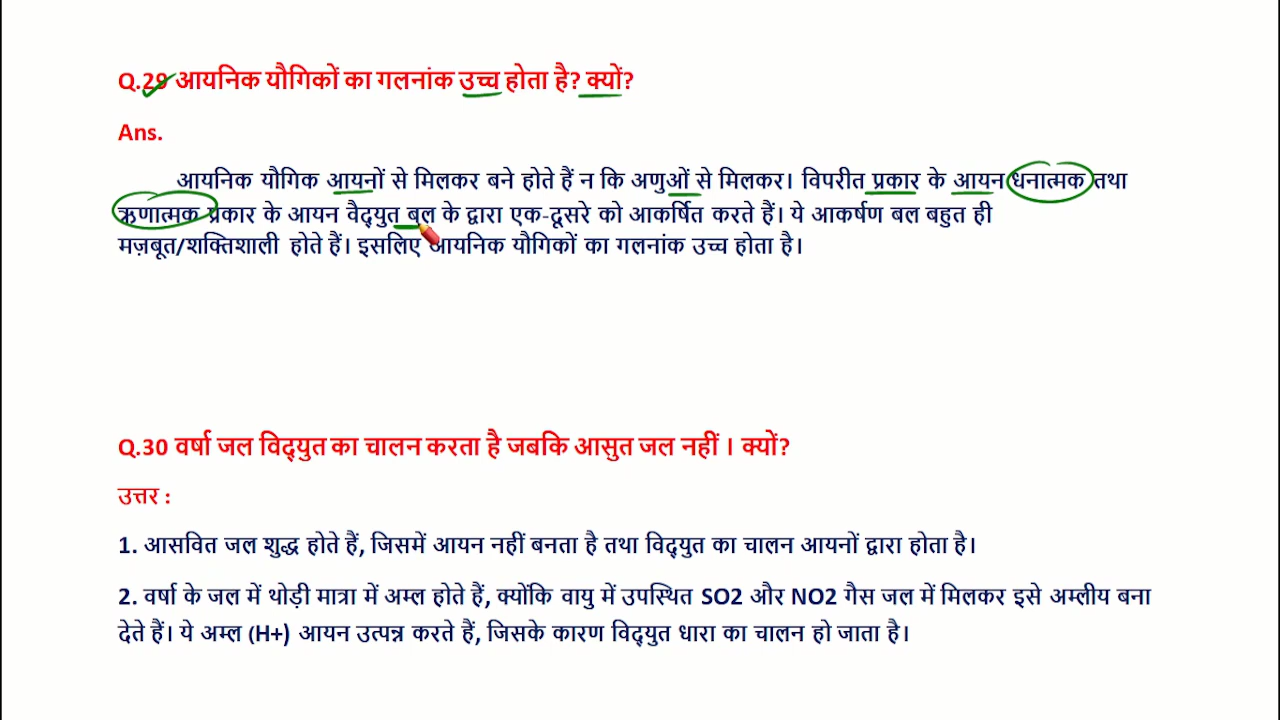 Q.29 आयनिक यौगिकों का गलनांक उच्च होता है? क्यों?
Ans.
आयनिक यौगिक आयनों से मिलकर बने होते हैं न कि अणुओं से मिलकर। विपरीत प्रकार के आयन धनात्मक तथा
ऋणात्मक प्रकार के आयन वैद्युत बल के द्वारा एक-दूसरे को आकर्षित करते हैं। ये आकर्षण बल बहुत ही
मज़बूत/शक्तिशाली होते हैं। इसलिए आयनिक यौगिकों का गलनांक उच्च होता है।
Q.30 वर्षा जल विद्युत का चालन करता है जबकि आसुत जल नहीं । क्यों?
उत्तर :
1. आसवित जल शुद्ध होते हैं, जिसमें आयन नहीं बनता है तथा विद्युत का चालन आयनों द्वारा होता है।
2. वर्षा के जल में थोड़ी मात्रा में अम्ल होते हैं, क्योंकि वायु में उपस्थित SO2 और NO2 गैस जल में मिलकर इसे अम्लीय बना
देते हैं। ये अम्ल (H+) आयन उत्पन्न करते हैं, जिसके कारण विद्युत धारा का चालन हो जाता है।